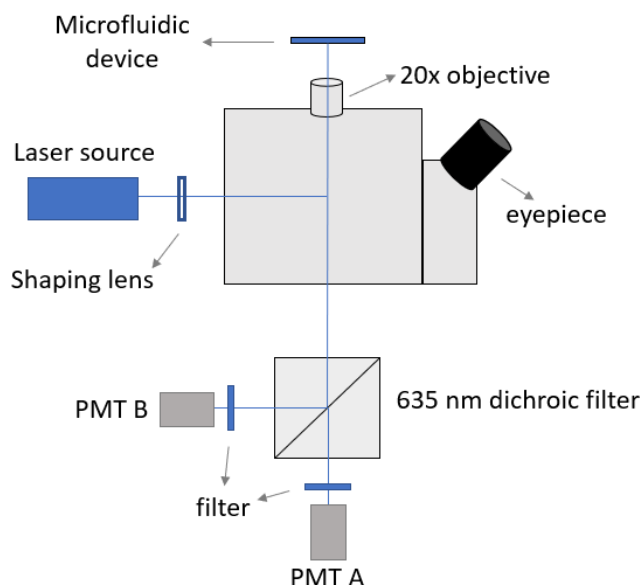 Microfluidic
device
20x objective
Laser source
eyepiece
Shaping lens
635 nm dichroic filter
PMT B
filter
PMT A